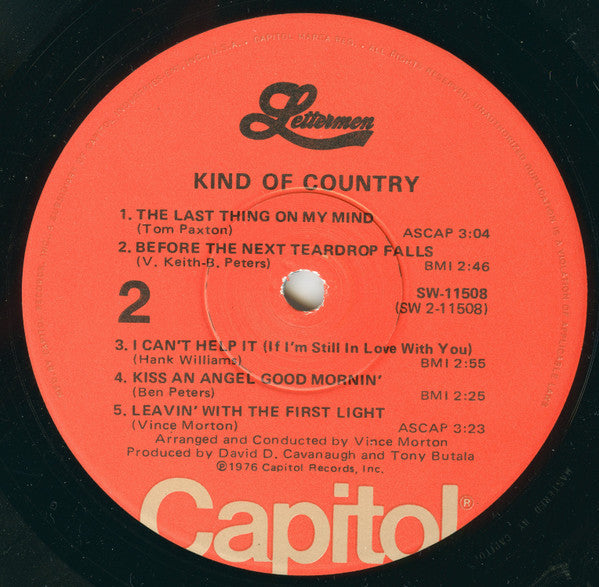 Lettermen
KIND OF COUNTRY
1. THE LAST THING ON MY MIND
(Tom Paxton) ASCAP 3:04
2. BEFORE THE NEXT TEARDROP FALLS
(V. Keith-B. Peters) BMI 2:46
2
SW-11508
(SW 2-11508)
3. I CAN'T HELP IT (If I'm Still In Love With You)
(Hank Williams) BMI 2:55
4. KISS AN ANGEL GOOD MORNIN'
(Ben Peters) BMI 2:25
5. LEAVIN' WITH THE FIRST LIGHT
(Vince Morton) ASCAP 3:23
Arranged and Conducted by Vince Morton
Produced by David D. Cavanaugh and Tony Butala
℗1976 Capitol Records, Inc.
Capitol®